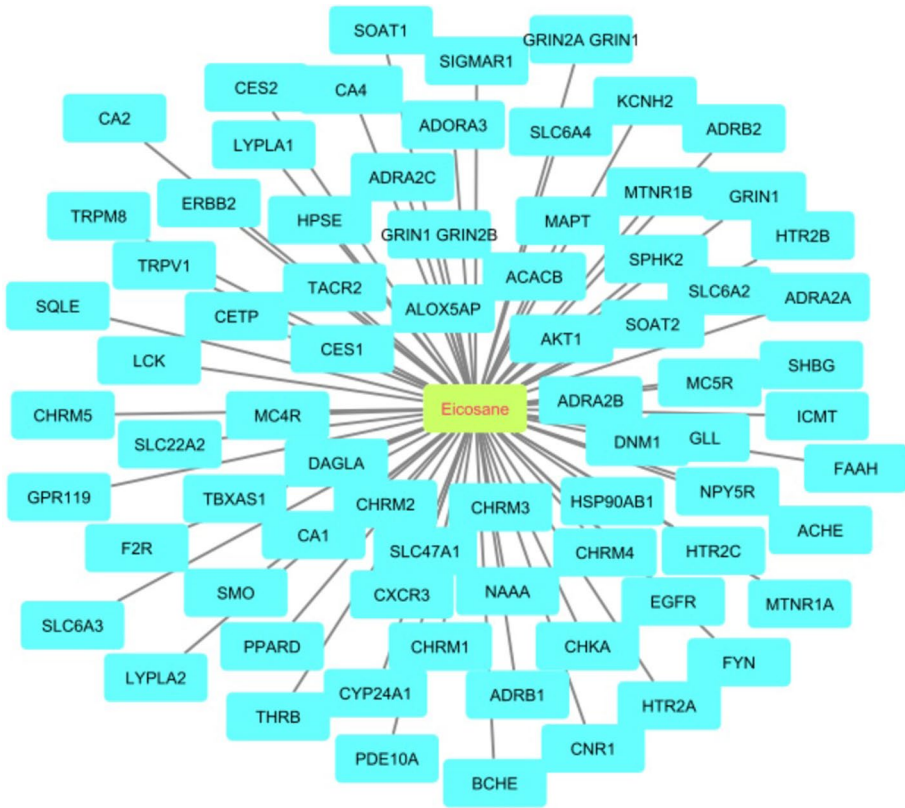 SOAT1
GRIN2A GRIN1
SIGMAR1
CES2
CA4
KCNH2
CA2
ADORA3
SLC6A4
ADRB2
LYPLA1
ADRA2C
MTNR1B
GRIN1
ERBB2
TRPM8
HPSE
MAPT
GRIN1 GRIN2B
HTR2B
TRPV1
SPHK2
ACACB
TACR2
SLC6A2
ADRA2A
SQLE
CETP
ALOX5AP
SOAT2
AKT1
CES1
LCK
SHBG
MC5R
Eicosane
ADRA2B
CHRM5
MC4R
ICMT
SLC22A2
DNM1
GLL
DAGLA
FAAH
GPR119
TBXAS1
CHRM2
CHRM3
HSP90AB1
NPY5R
ACHE
F2R
CA1
SLC47A1
CHRM4
HTR2C
SMO
CXCR3
NAAA
EGFR
MTNR1A
SLC6A3
PPARD
CHRM1
CHKA
FYN
LYPLA2
CYP24A1
ADRB1
HTR2A
THRB
PDE10A
CNR1
BCHE